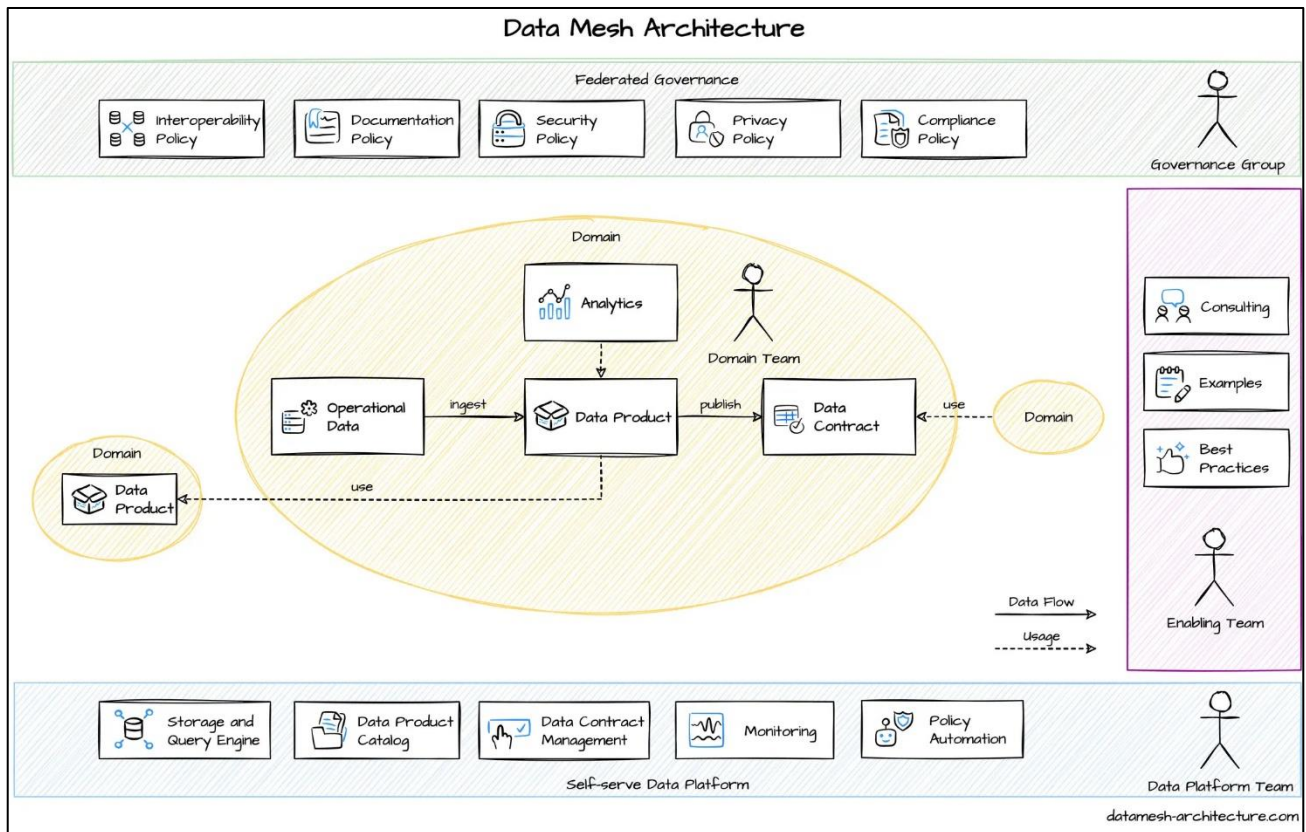 Data Mesh Architecture
Federated Governance
Interoperability
Policy
Documentation
Policy
Security
Policy
Privacy
Policy
Compliance
Policy
Governance Group
Domain
Analytics
Domain Team
Operational
Data
ingest
Data Product
publish
Data
Contract
use
Domain
Domain
Data
Product
use
Consulting
Examples
Best
Practices
Enabling Team
Data Flow
Usage
Storage and
Query Engine
Data Product
Catalog
Data Contract
Management
Monitoring
Policy
Automation
Self-serve Data Platform
Data Platform Team
datamesh-architecture.com